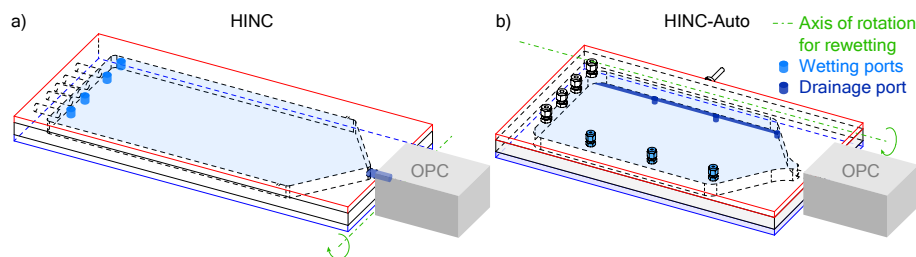 a)
HINC
b)
HINC-Auto
Axis of rotation
for rewetting
Wetting ports
Drainage port
OPC
OPC